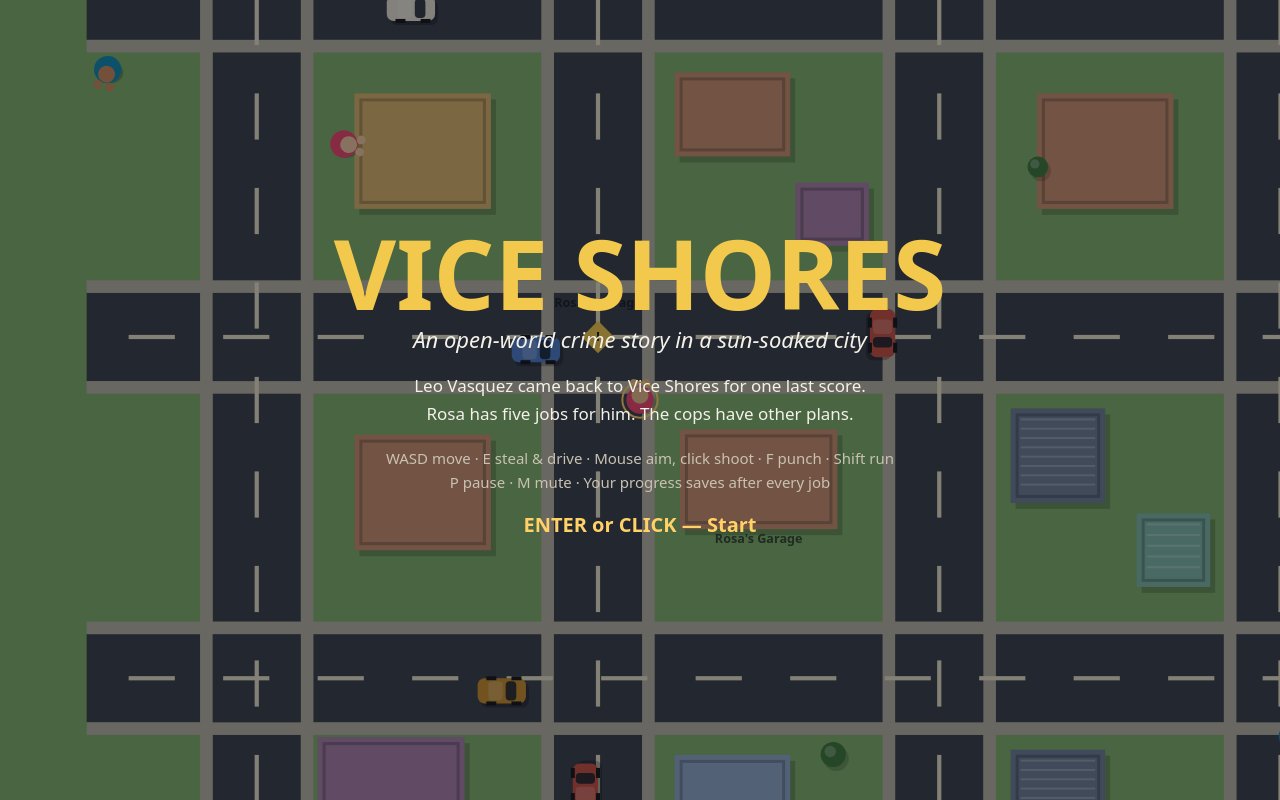 VICE SHORES
An open-world crime story in a sun-soaked city
Leo Vasquez came back to Vice Shores for one last score.
Rosa has five jobs for him. The cops have other plans.
WASD move · E steal & drive · Mouse aim, click shoot · F punch · Shift run
P pause · M mute · Your progress saves after every job
ENTER or CLICK — Start
Rosa's Garage